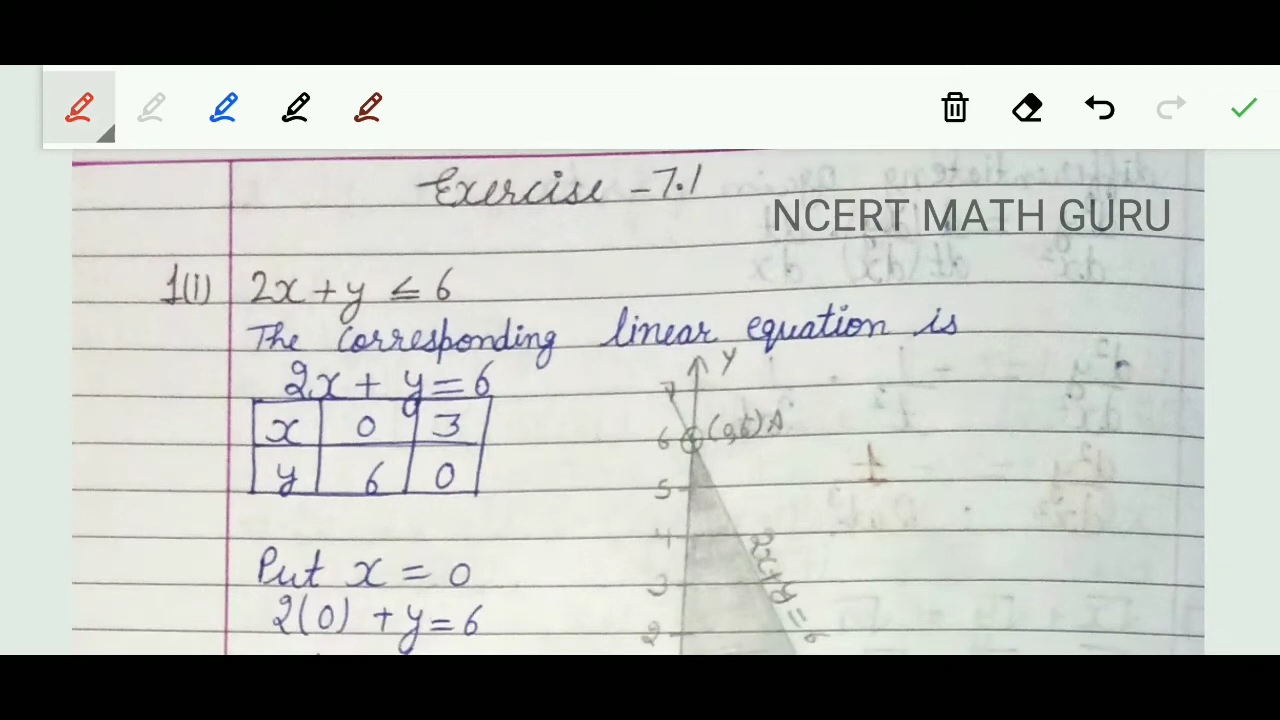 Exercise - 7.1
NCERT MATH GURU
1(i) 2x + y ≤ 6
The corresponding linear equation is
2x + y = 6
x 0 3
y 6 0
Put x = 0
2(0) + y = 6
Y
7
6 (0,6) A
5
4
3
2
2x+y=6